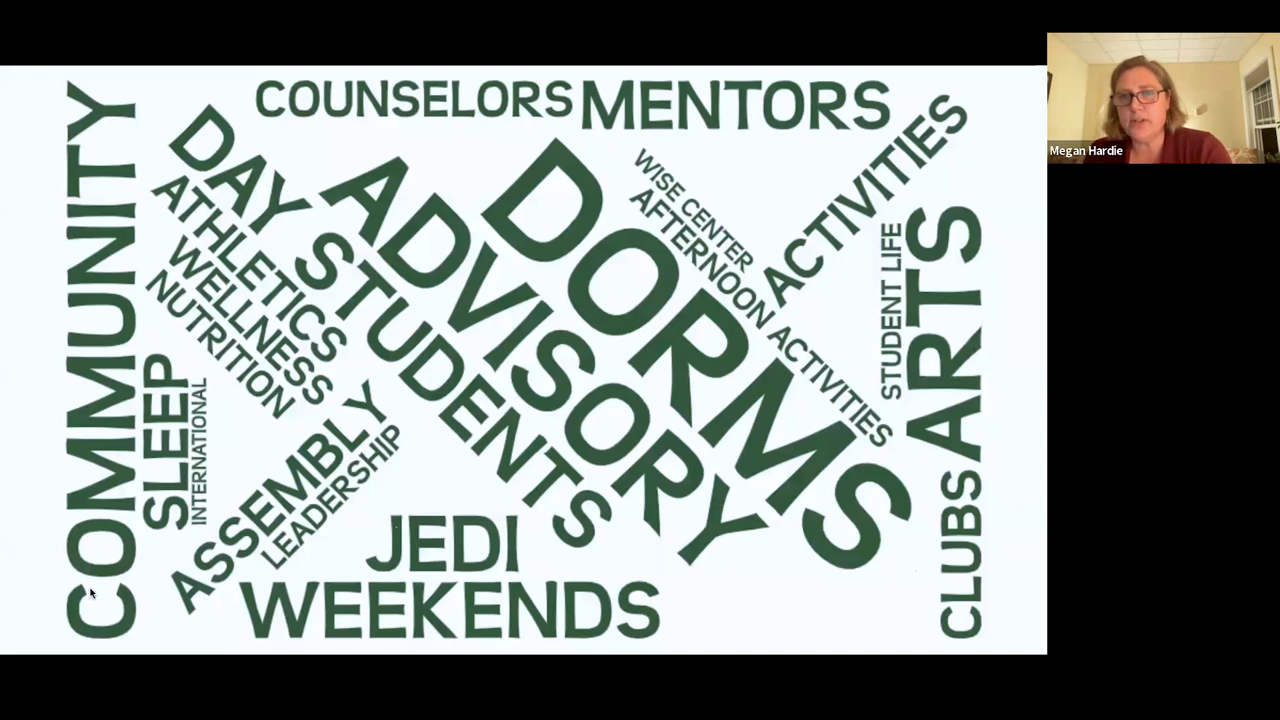 COUNSELORS
MENTORS
COMMUNITY
DAY STUDENTS
ADVISORY
DORMS
WISE CENTER
AFTERNOON ACTIVITIES
ACTIVITIES
ATHLETICS
WELLNESS
NUTRITION
STUDENT LIFE
ARTS
SLEEP
INTERNATIONAL
ASSEMBLY
LEADERSHIP
JEDI
WEEKENDS
CLUBS
Megan Hardie